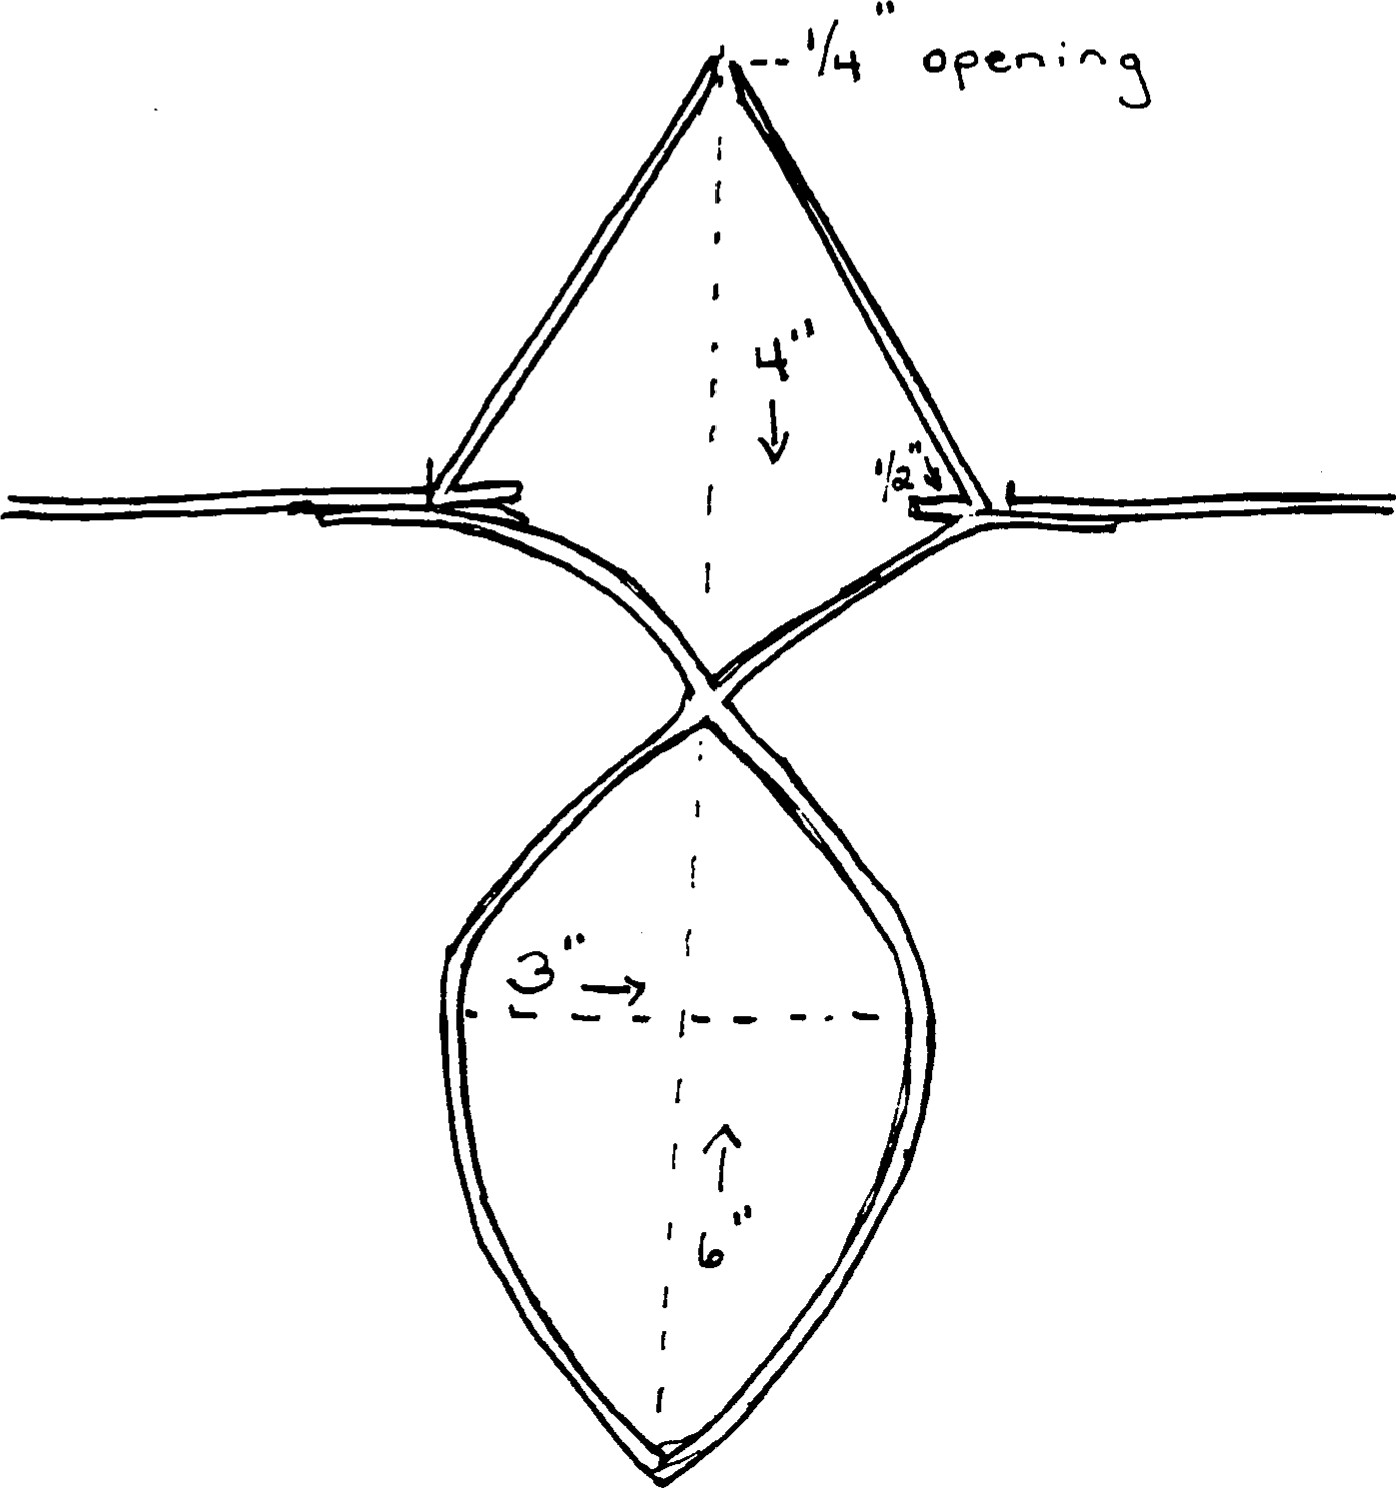 1/4" opening
4"
1/2"
3"
6"